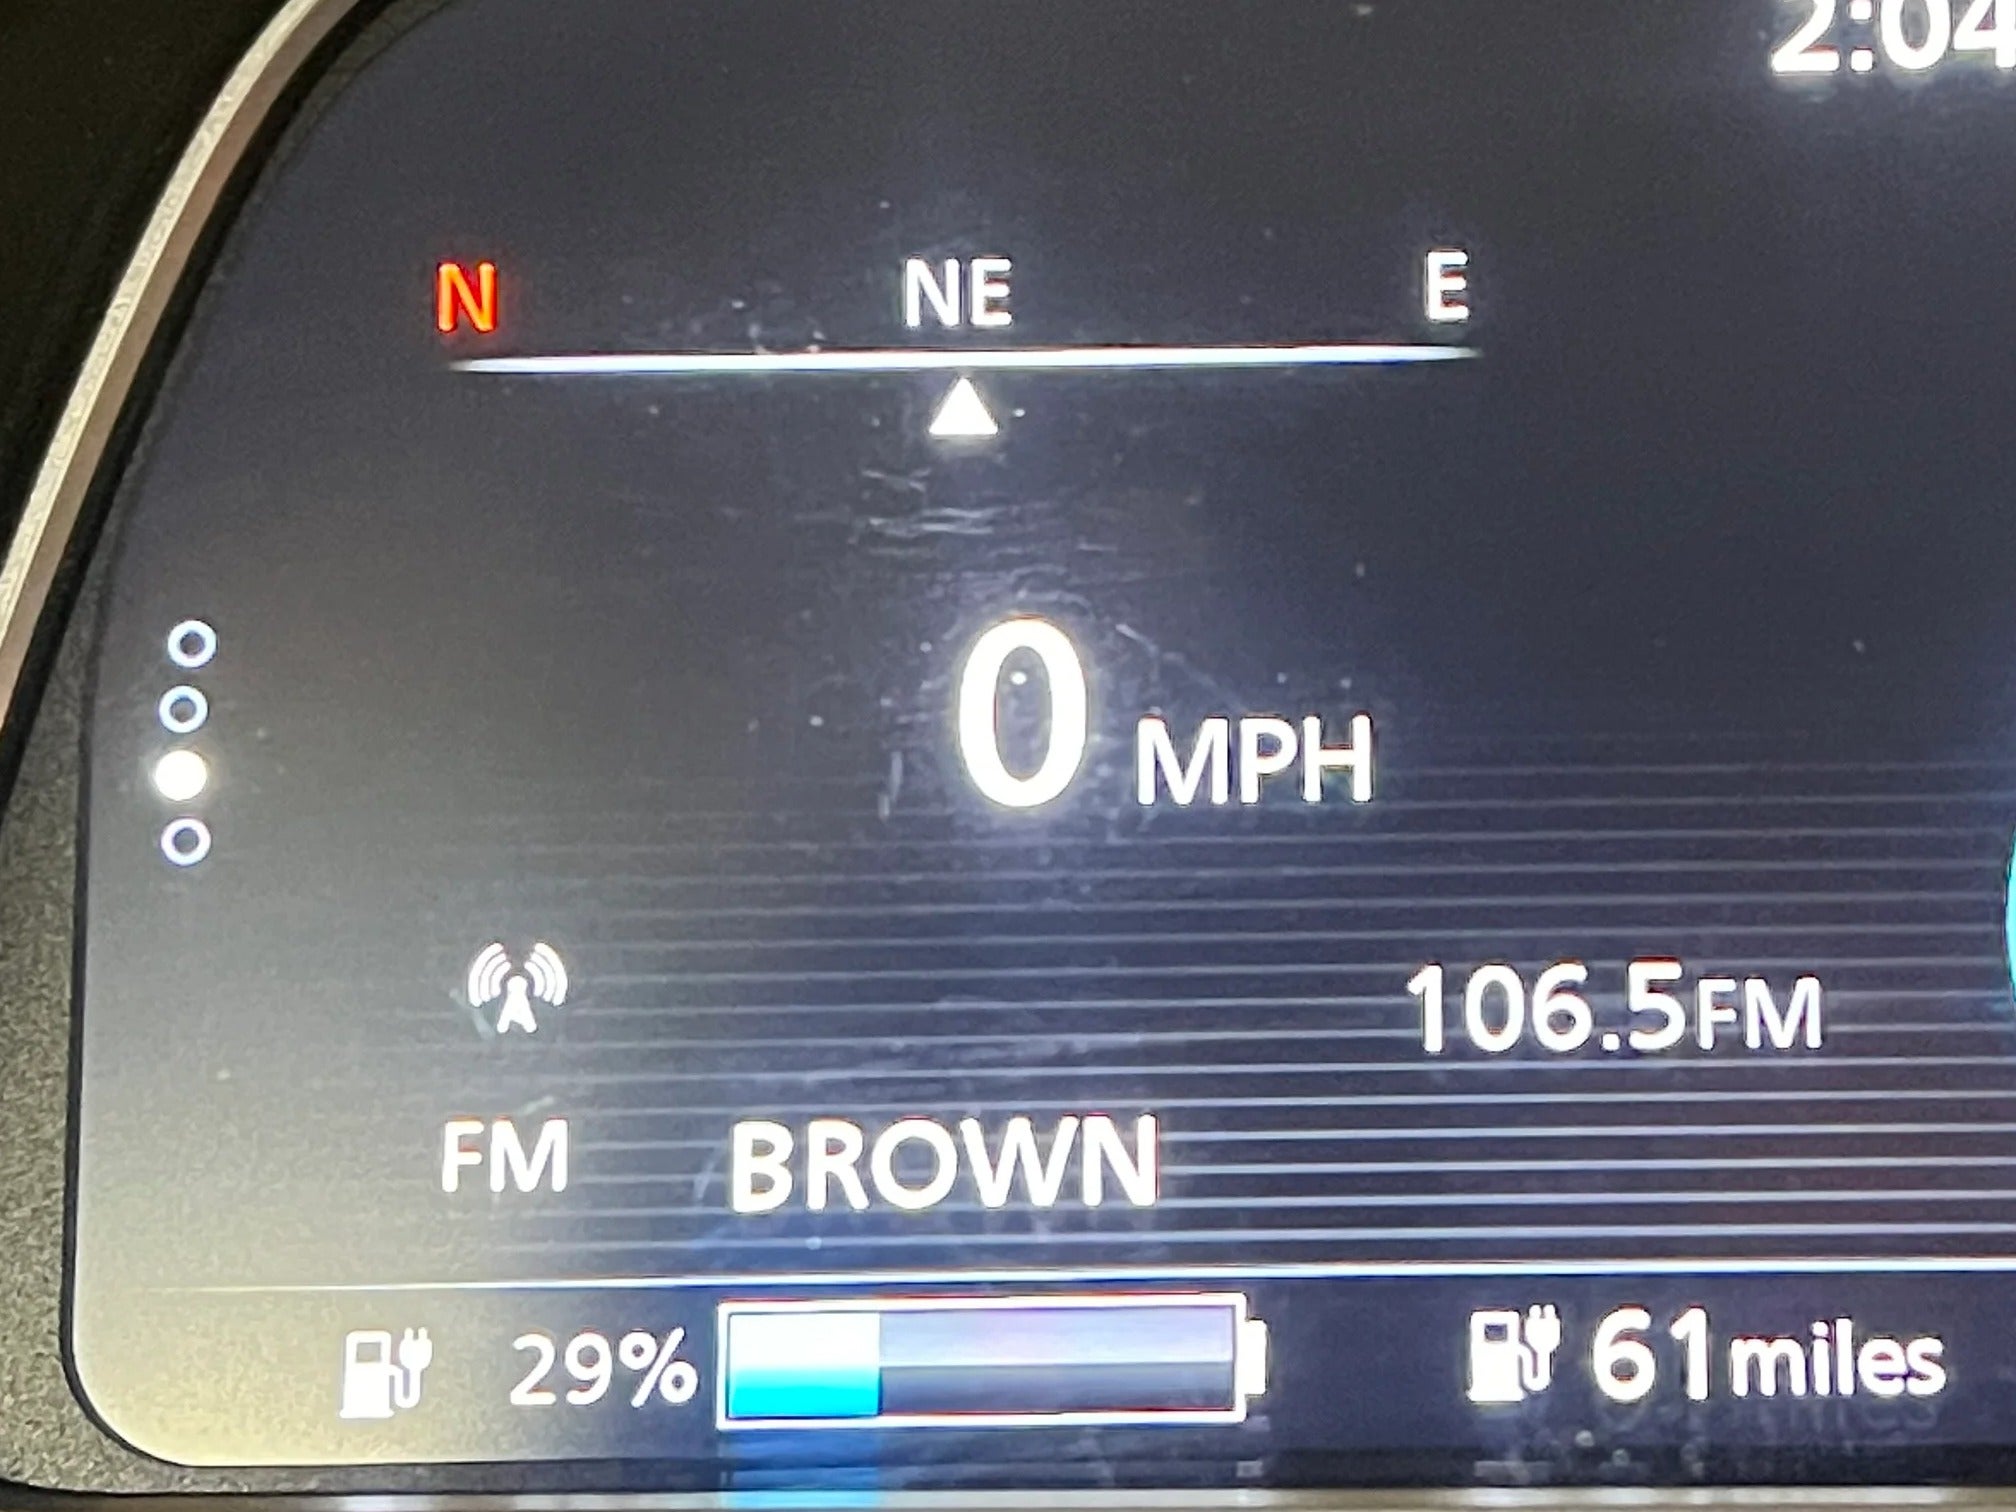 2:04
N NE E
0 MPH
106.5FM
FM BROWN
29% 61miles